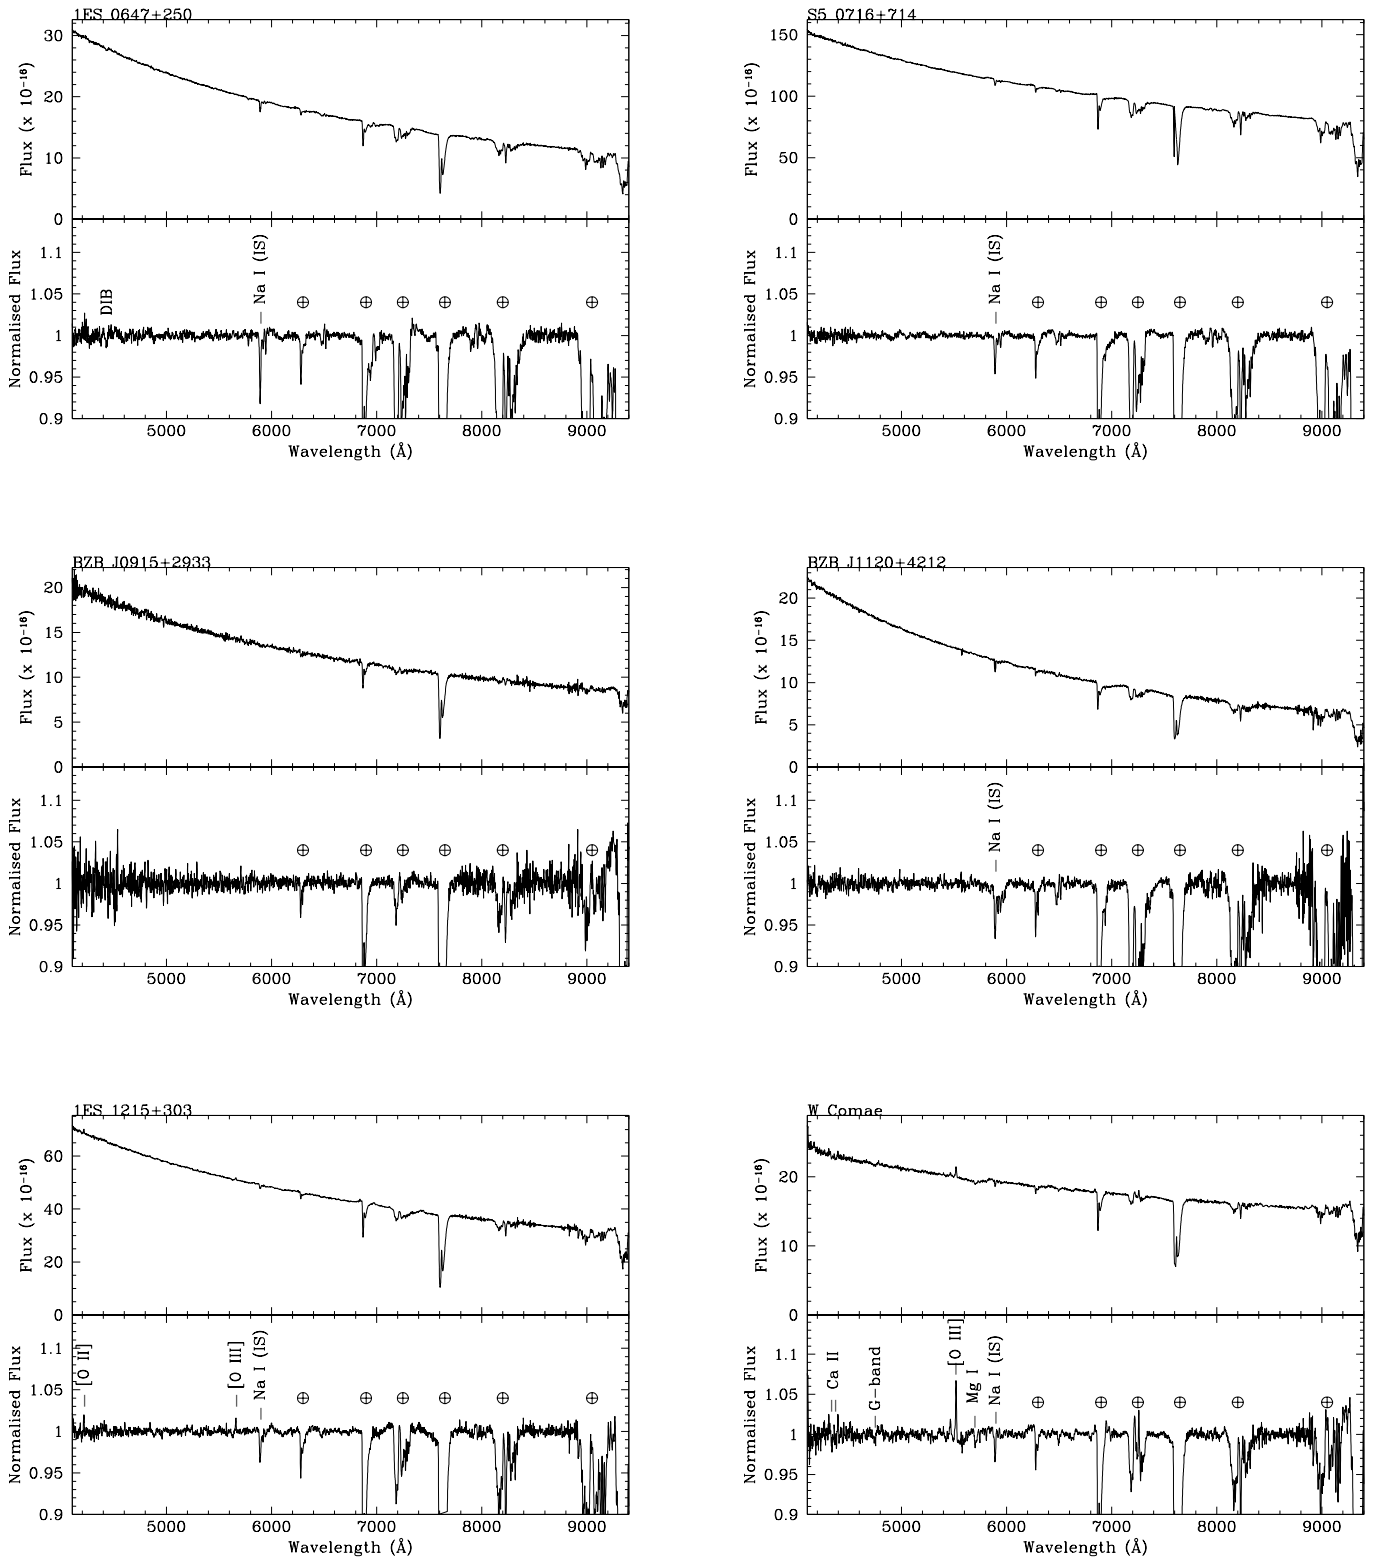 1ES 0647+250
30
20
10
0
Flux (x 10⁻¹⁶)
1.1
1.05
1
0.95
0.9
Normalised Flux
DIB
Na I (IS)
⊕ ⊕ ⊕ ⊕ ⊕ ⊕
5000 6000 7000 8000 9000
Wavelength (Å)
S5 0716+714
150
100
50
0
Flux (x 10⁻¹⁶)
1.1
1.05
1
0.95
0.9
Normalised Flux
Na I (IS)
⊕ ⊕ ⊕ ⊕ ⊕ ⊕
5000 6000 7000 8000 9000
Wavelength (Å)
BZB J0915+2933
20
15
10
5
0
Flux (x 10⁻¹⁶)
1.1
1.05
1
0.95
0.9
Normalised Flux
⊕ ⊕ ⊕ ⊕ ⊕ ⊕
5000 6000 7000 8000 9000
Wavelength (Å)
BZB J1120+4212
20
15
10
5
0
Flux (x 10⁻¹⁶)
1.1
1.05
1
0.95
0.9
Normalised Flux
Na I (IS)
⊕ ⊕ ⊕ ⊕ ⊕ ⊕
5000 6000 7000 8000 9000
Wavelength (Å)
1ES 1215+303
60
40
20
0
Flux (x 10⁻¹⁶)
1.1
1.05
1
0.95
0.9
Normalised Flux
[O II]
[O III]
Na I (IS)
⊕ ⊕ ⊕ ⊕ ⊕ ⊕
5000 6000 7000 8000 9000
Wavelength (Å)
W Comae
20
10
0
Flux (x 10⁻¹⁶)
1.1
1.05
1
0.95
0.9
Normalised Flux
Ca II
G-band
[O III]
Mg I
Na I (IS)
⊕ ⊕ ⊕ ⊕ ⊕ ⊕
5000 6000 7000 8000 9000
Wavelength (Å)